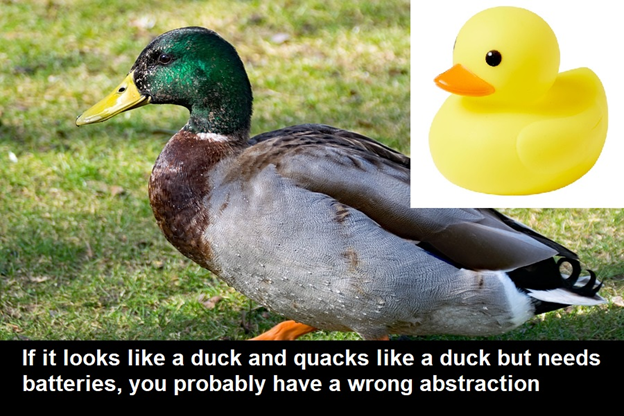 If it looks like a duck and quacks like a duck but needs
batteries, you probably have a wrong abstraction